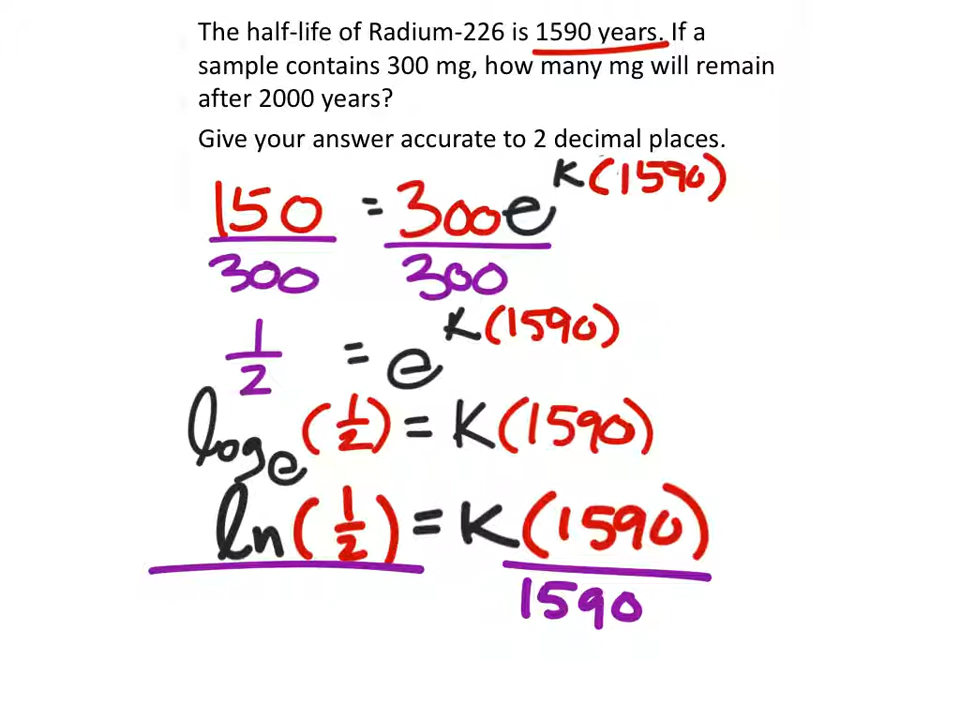 The half-life of Radium-226 is 1590 years. If a
sample contains 300 mg, how many mg will remain
after 2000 years?
Give your answer accurate to 2 decimal places.
150 = 300e^K(1590)
300 300
1/2 = e^K(1590)
log_e (1/2) = K(1590)
ln(1/2) = K(1590)
1590